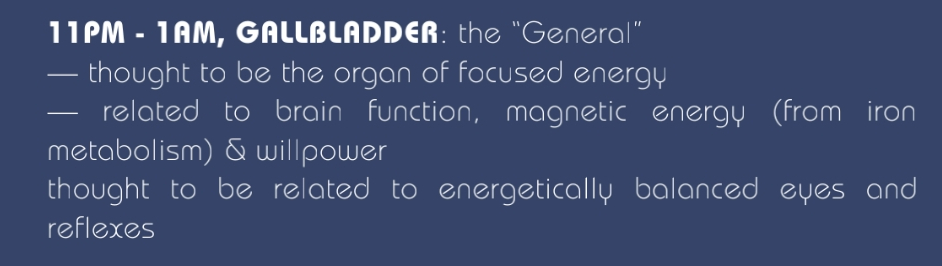 11PM - 1AM, GALLBLADDER: the “General”
— thought to be the organ of focused energy
— related to brain function, magnetic energy (from iron
metabolism) & willpower
thought to be related to energetically balanced eyes and
reflexes